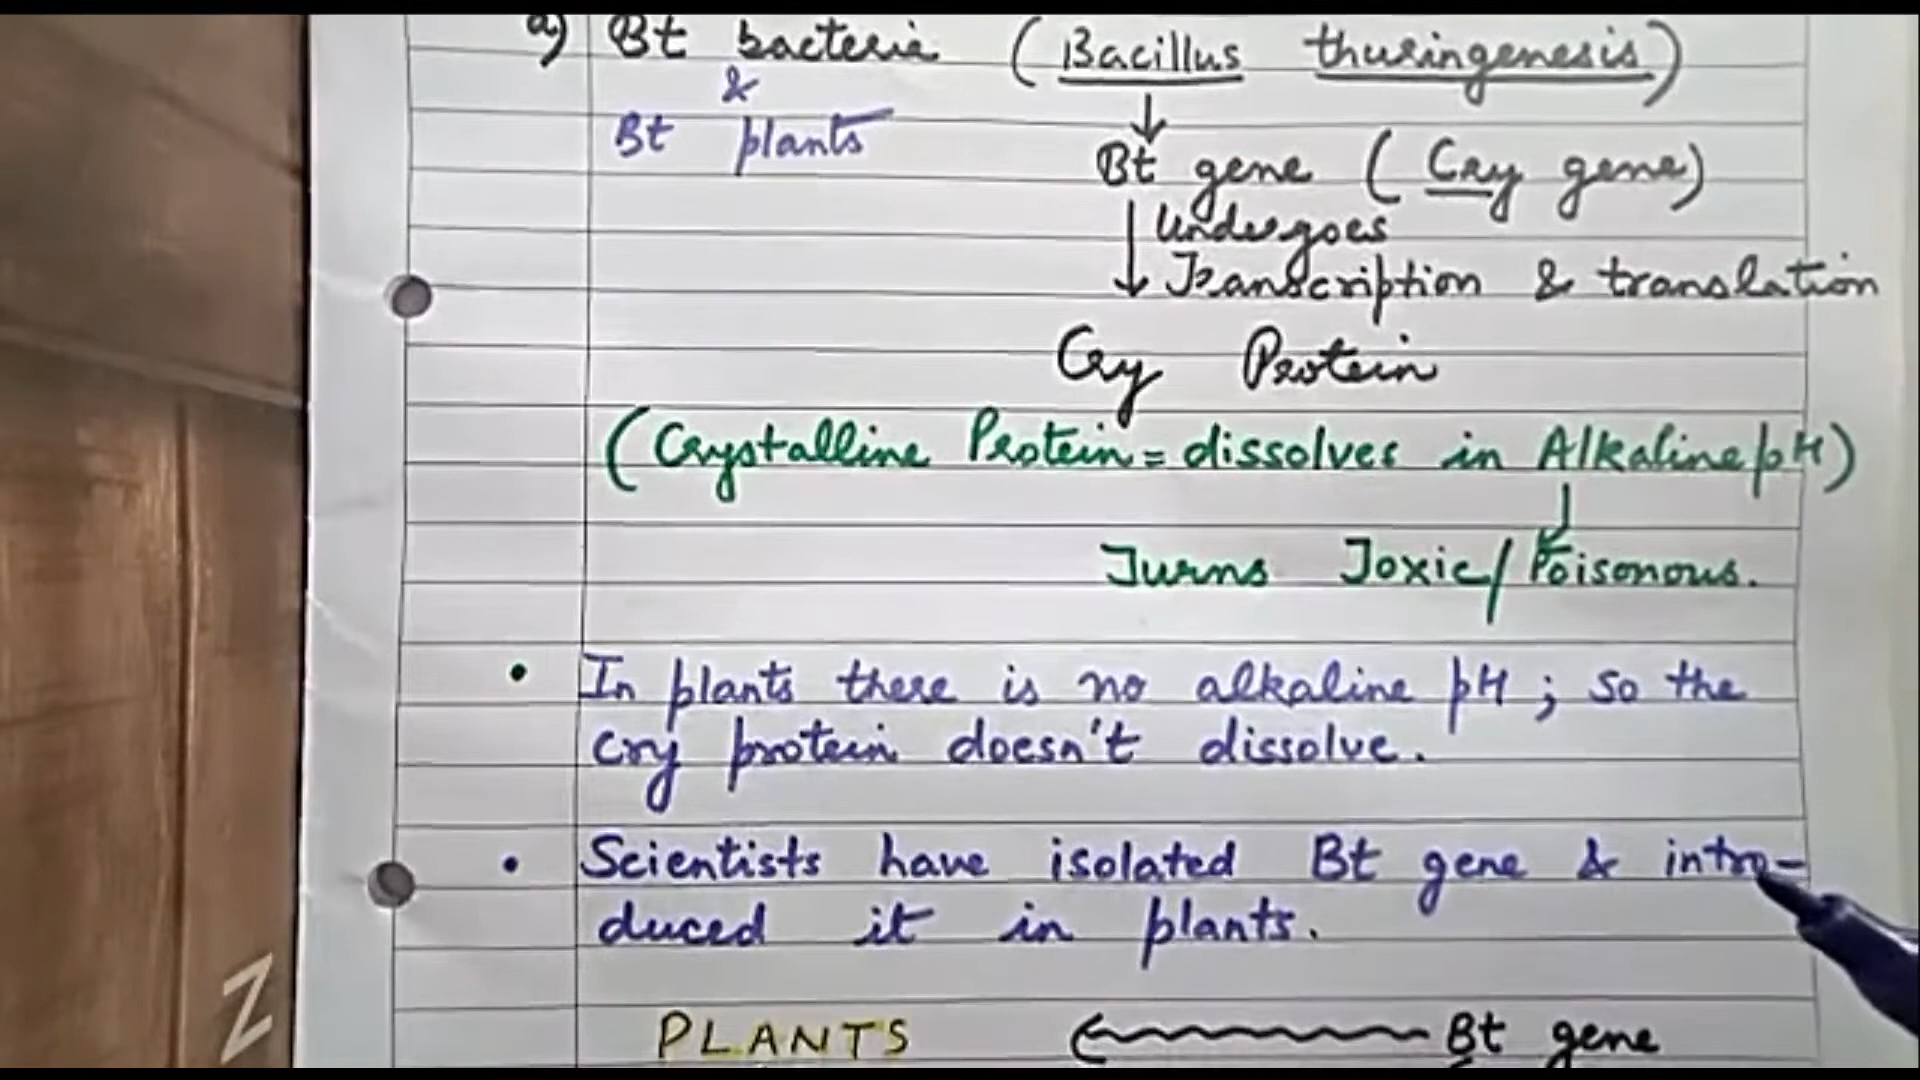 a) Bt bacteria (Bacillus thuringenesis)
&
Bt plants
Bt gene (Cry gene)
Undergoes
Transcription & translation
Cry Protein
(Crystalline Protein = dissolves in Alkaline pH)
Turns Toxic/Poisonous.
• In plants there is no alkaline pH; so the
cry protein doesn't dissolve.
• Scientists have isolated Bt gene & intro-
duced it in plants.
PLANTS Bt gene
Z